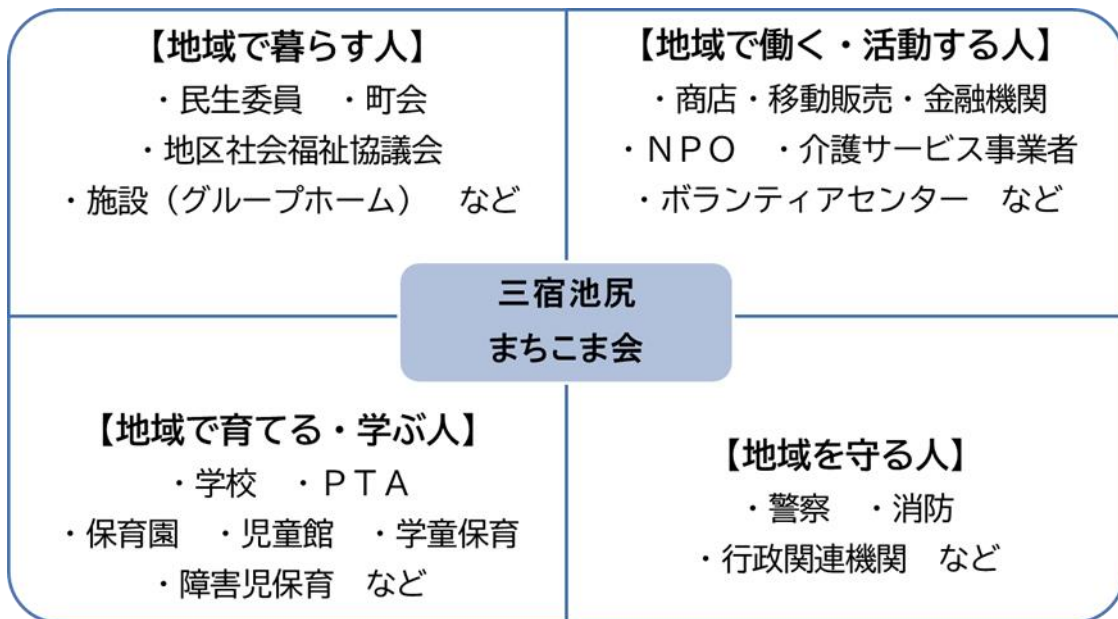 【地域で暮らす人】
・民生委員　・町会
・地区社会福祉協議会
・施設（グループホーム）　など
【地域で働く・活動する人】
・商店・移動販売・金融機関
・ＮＰＯ　・介護サービス事業者
・ボランティアセンター　など
三宿池尻
まちこま会
【地域で育てる・学ぶ人】
・学校　・ＰＴＡ
・保育園　・児童館　・学童保育
・障害児保育　など
【地域を守る人】
・警察　・消防
・行政関連機関　など